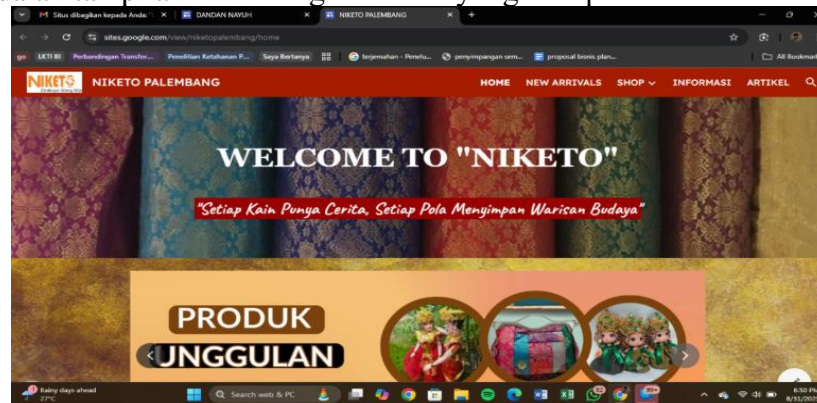 Situs dibagikan kepada Anda:
DANDAN NAYUH
NIKETO PALEMBANG
sites.google.com/view/niketopalembang/home
LKTI BI
Perbandingan Transfor...
Penelitian Ketahanan P...
Saya Bertanya
terjemahan - Penelu...
penyimpangan sem...
proposal bisnis plan...
All Bookmar
NIKETO
NIKETO PALEMBANG
HOME
NEW ARRIVALS
SHOP
INFORMASI
ARTIKEL
WELCOME TO "NIKETO"
"Setiap Kain Punya Cerita, Setiap Pola Menyimpan Warisan Budaya"
PRODUK
UNGGULAN
Rainy days ahead
27°C
Search web & PC
99+
6:50 PM